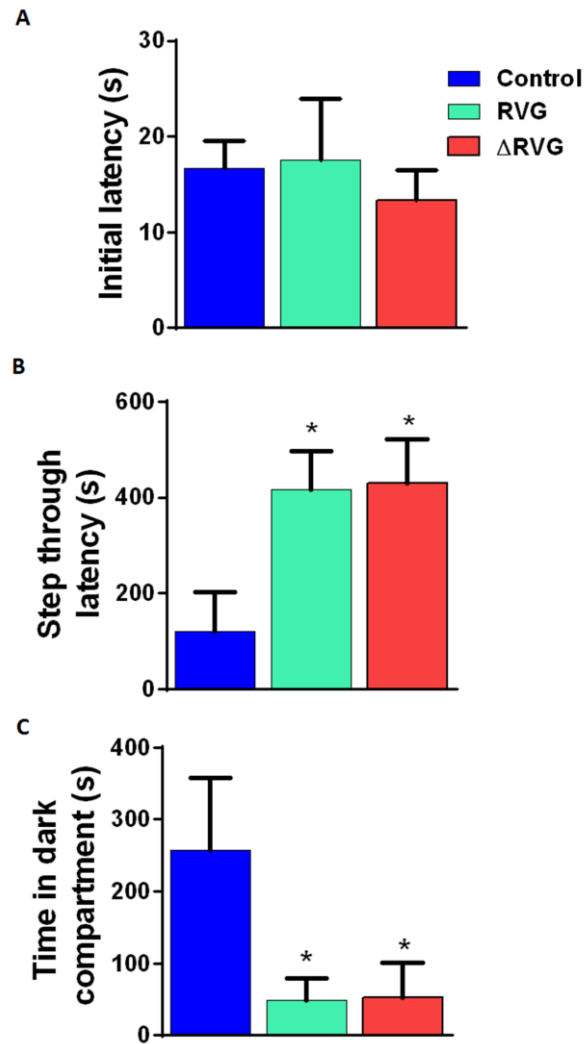 A
Initial latency (s)
30
20
10
0
Control
RVG
ΔRVG
B
Step through
latency (s)
600
400
200
0
*
*
C
Time in dark
compartment (s)
400
300
200
100
0
*
*